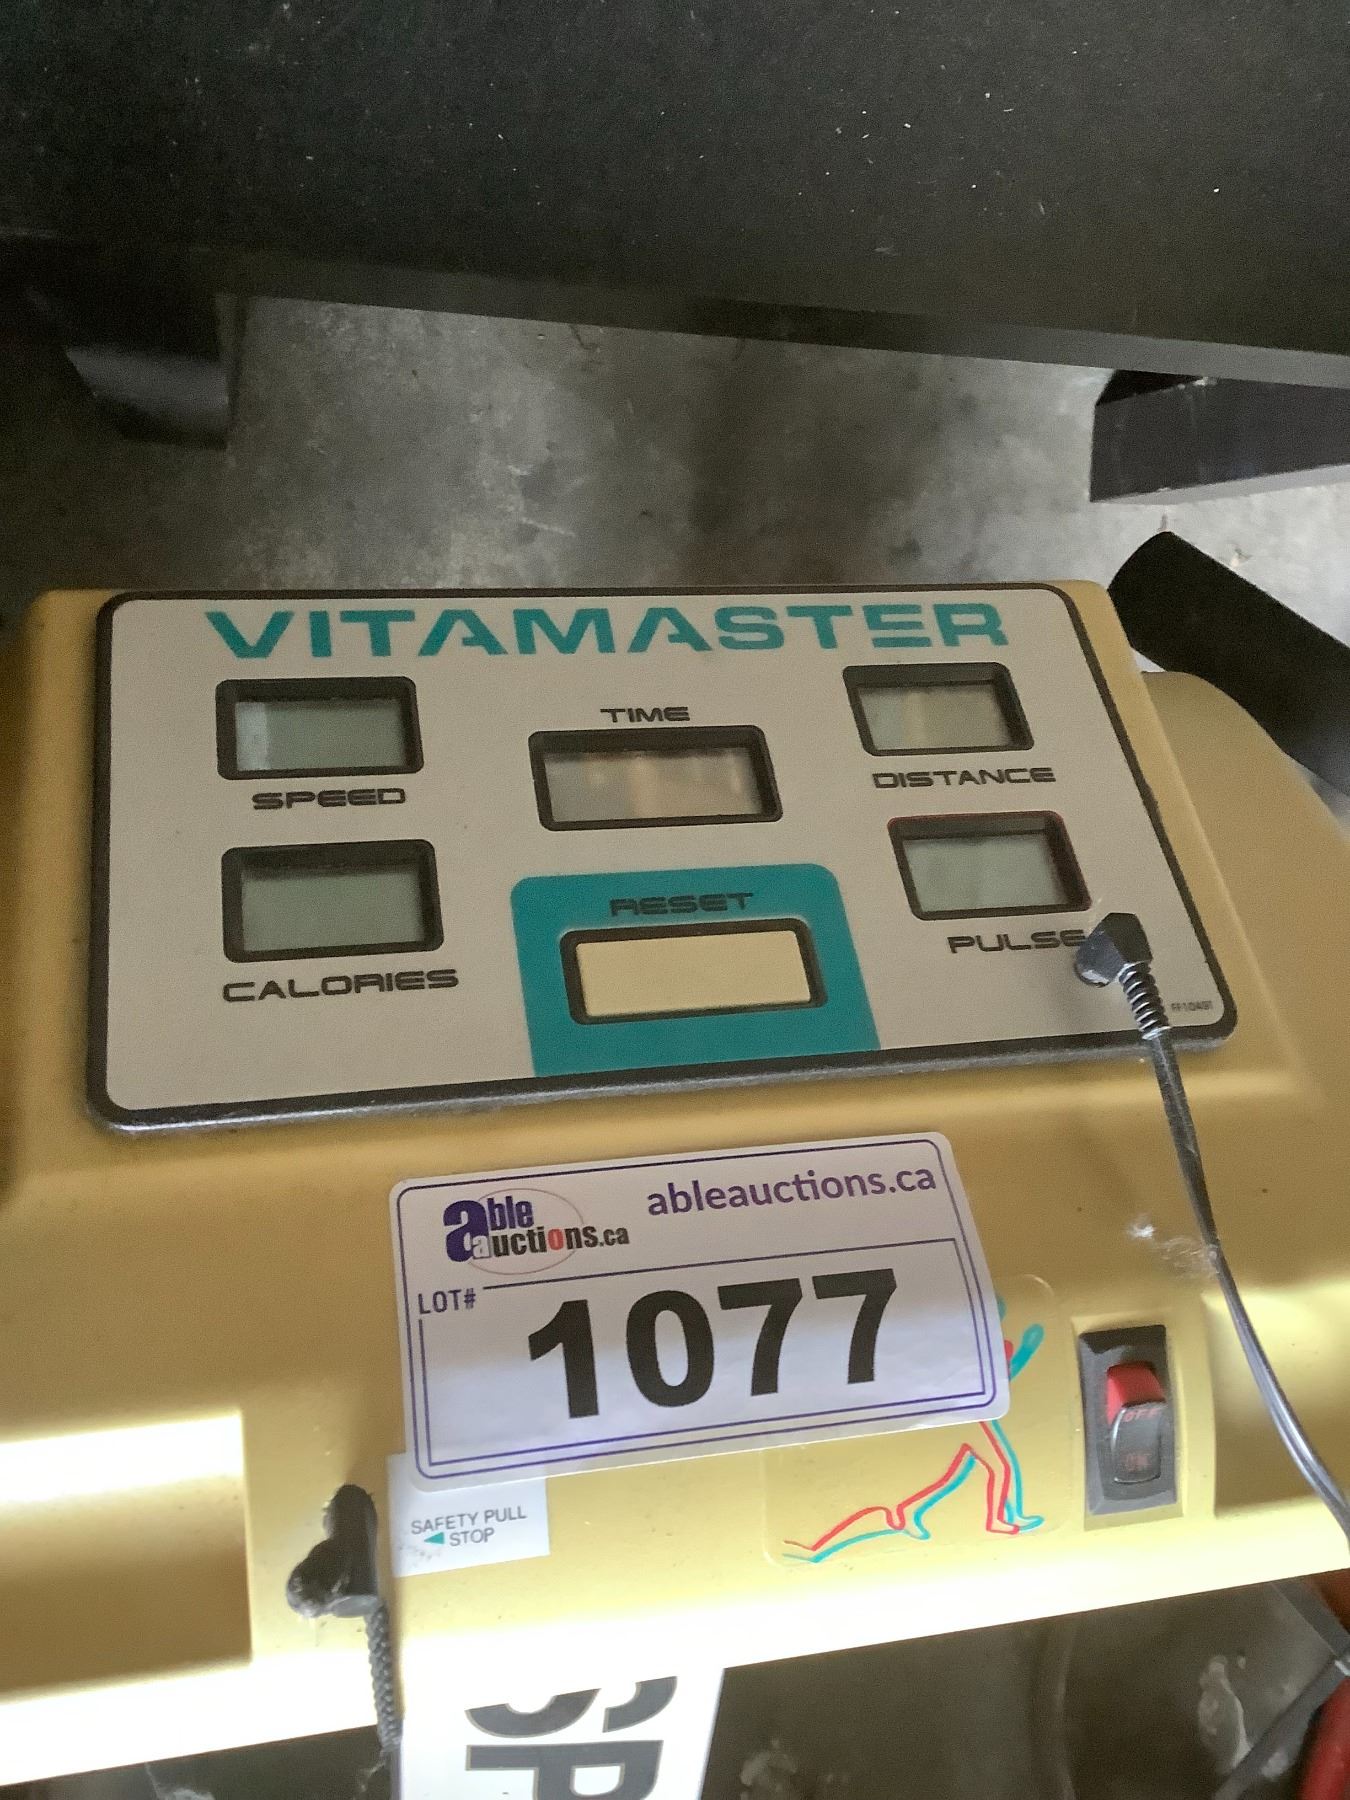 VITAMASTER
SPEED
TIME
DISTANCE
CALORIES
RESET
PULSE
able
auctions.ca
ableauctions.ca
LOT#
1077
OFF
ON
SAFETY PULL
STOP
SP